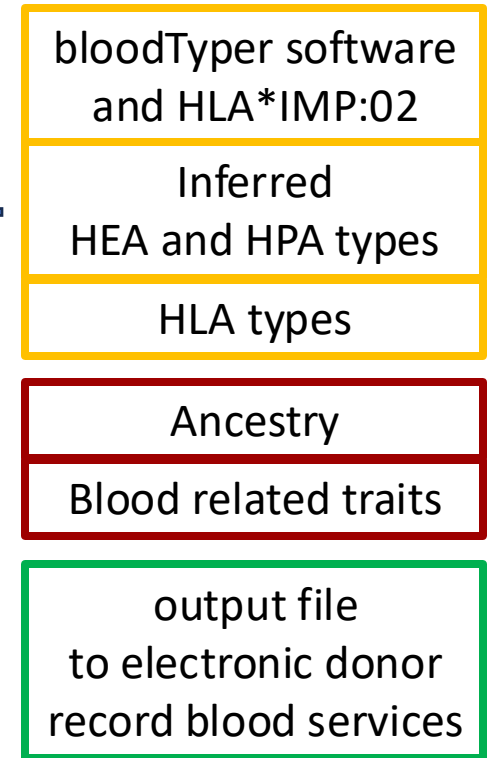 bloodTyper software
and HLA*IMP:02
Inferred
HEA and HPA types
HLA types
Ancestry
Blood related traits
output file
to electronic donor
record blood services